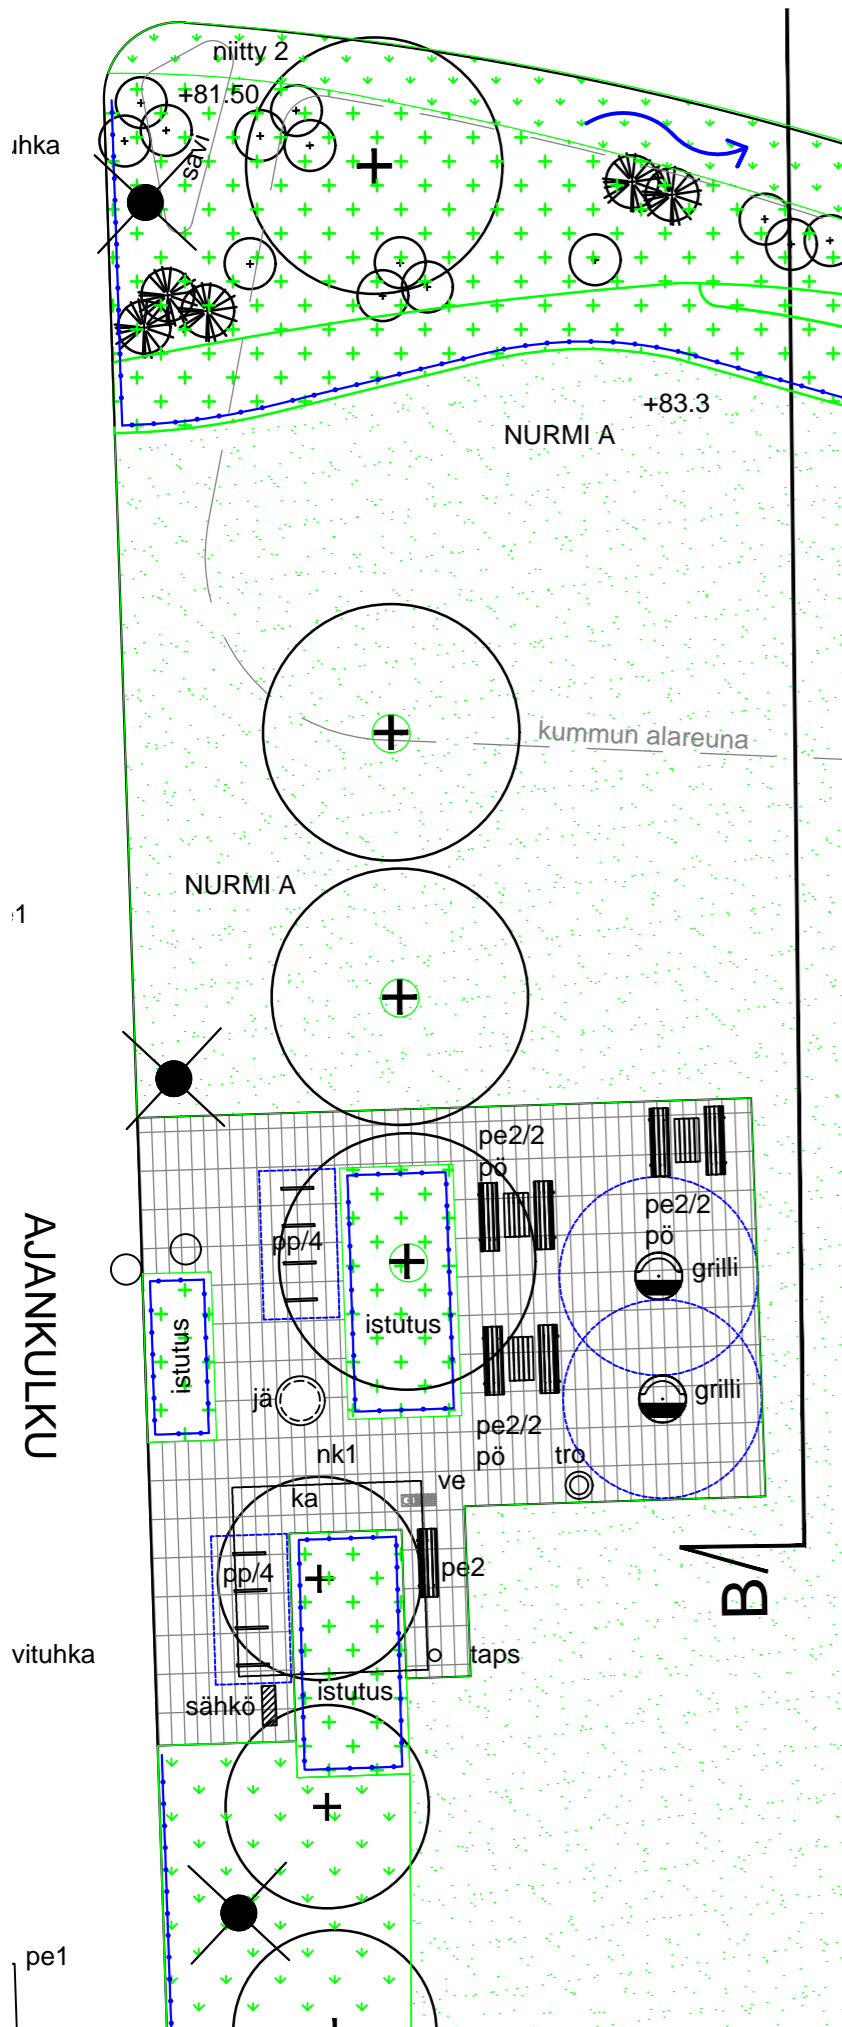 niitty 2
+81.50
savi
uhka
+83.3
NURMI A
kummun alareuna
NURMI A
pe2/2
pö
pe2/2
pö
pp/4
grilli
istutus
istutus
AJANKULKU
jä
grilli
pe2/2
pö
nk1
tro
ve
ka
pp/4
pe2
B
vituhka
taps
istutus
sähkö
pe1